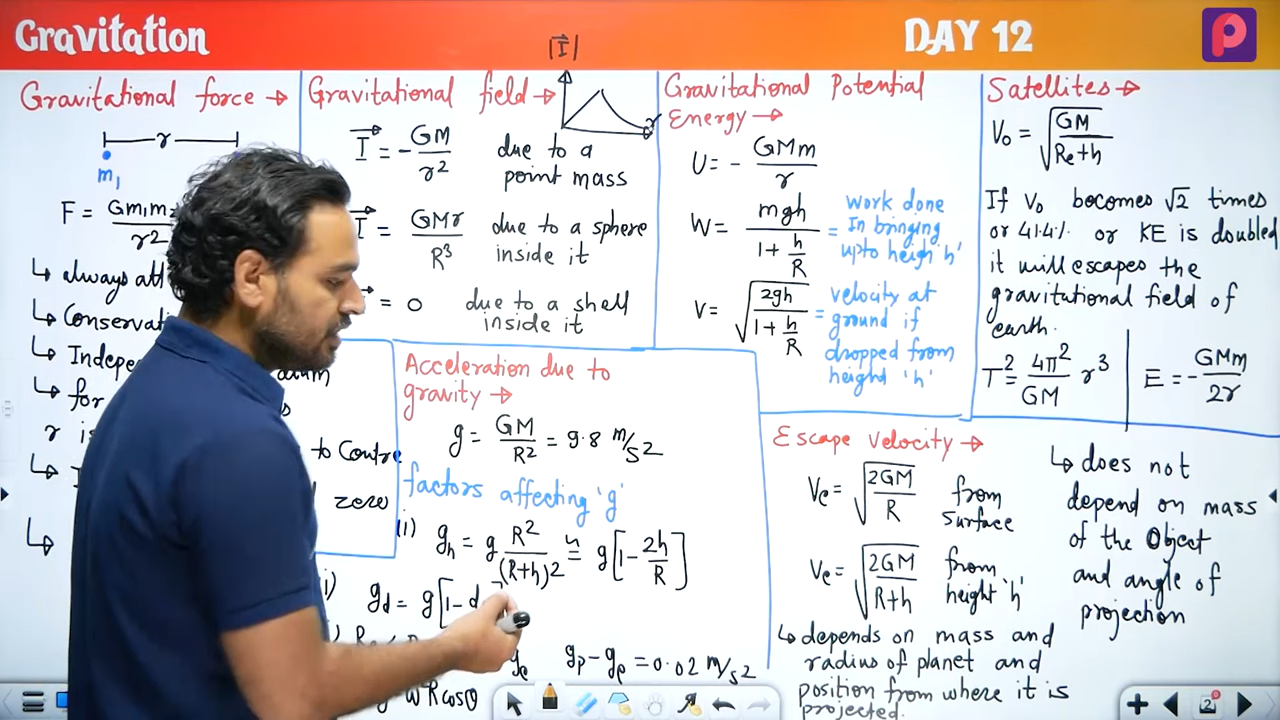 Gravitation
DAY 12
Gravitational force →
r
m₁
F = Gm₁m₂ / r²
↳ always att
↳ Conservati
↳ Indepe
↳ for
r is
to Centre
zero
Gravitational field →
|I⃗|
r
I⃗ = - GM / r² due to a point mass
I⃗ = GMr / R³ due to a sphere inside it
= 0 due to a shell inside it
Acceleration due to
gravity →
g = GM / R² = 9.8 m/s²
factors affecting 'g'
(i) gₕ = g R² / (R+h)² ≃ g[1 - 2h/R]
g_d = g[1 - d
gₚ - gₑ = 0.02 m/s²
ω²Rcosθ
Gravitational Potential
Energy →
U = - GMm / r
W = mgh / (1 + h/R) = work done
In bringing
upto heigh 'h'
V = √(2gh / (1 + h/R)) = velocity at
ground if
dropped from
height 'h'
Satellites →
V₀ = √(GM / (Re+h))
If V₀ becomes √2 times
or 41.4% or KE is doubled
it will escapes the
gravitational field of
earth.
T² = 4π² / GM r³
E = - GMm / 2r
Escape velocity →
Ve = √(2GM / R) from surface
Ve = √(2GM / (R+h)) from height 'h'
↳ depends on mass and
radius of planet and
position from where it is
projected.
↳ does not
depend on mass
of the Object
and angle of
projection
2